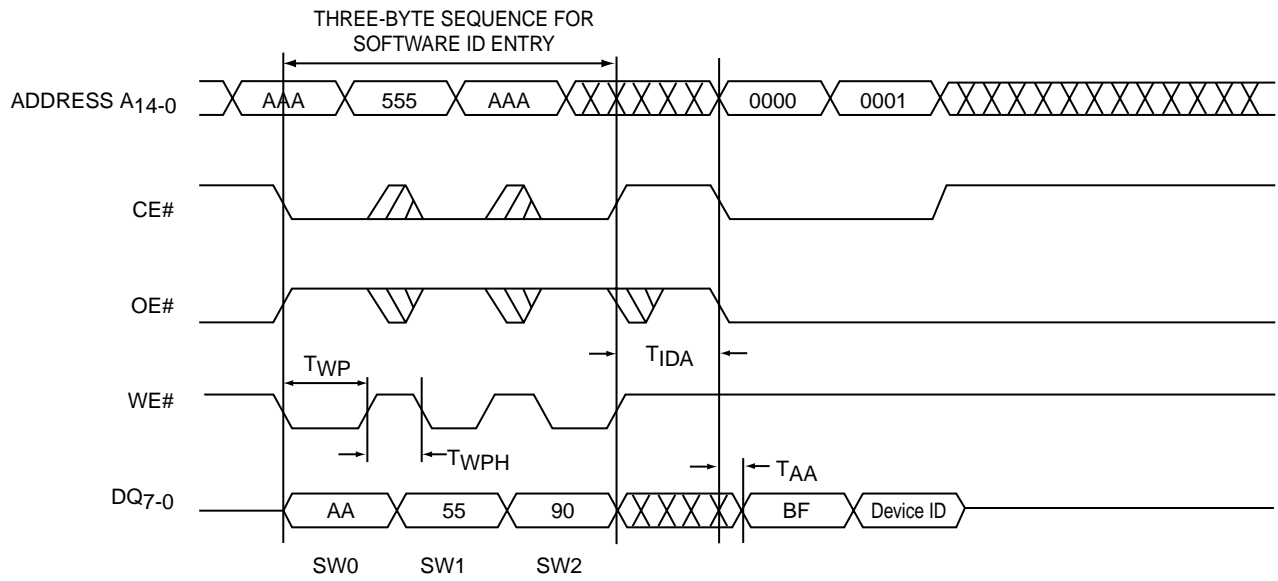 THREE-BYTE SEQUENCE FOR
SOFTWARE ID ENTRY
ADDRESS A14-0
AAA
555
AAA
0000
0001
CE#
OE#
TIDA
TWP
WE#
TWPH
TAA
DQ7-0
AA
55
90
BF
Device ID
SW0
SW1
SW2